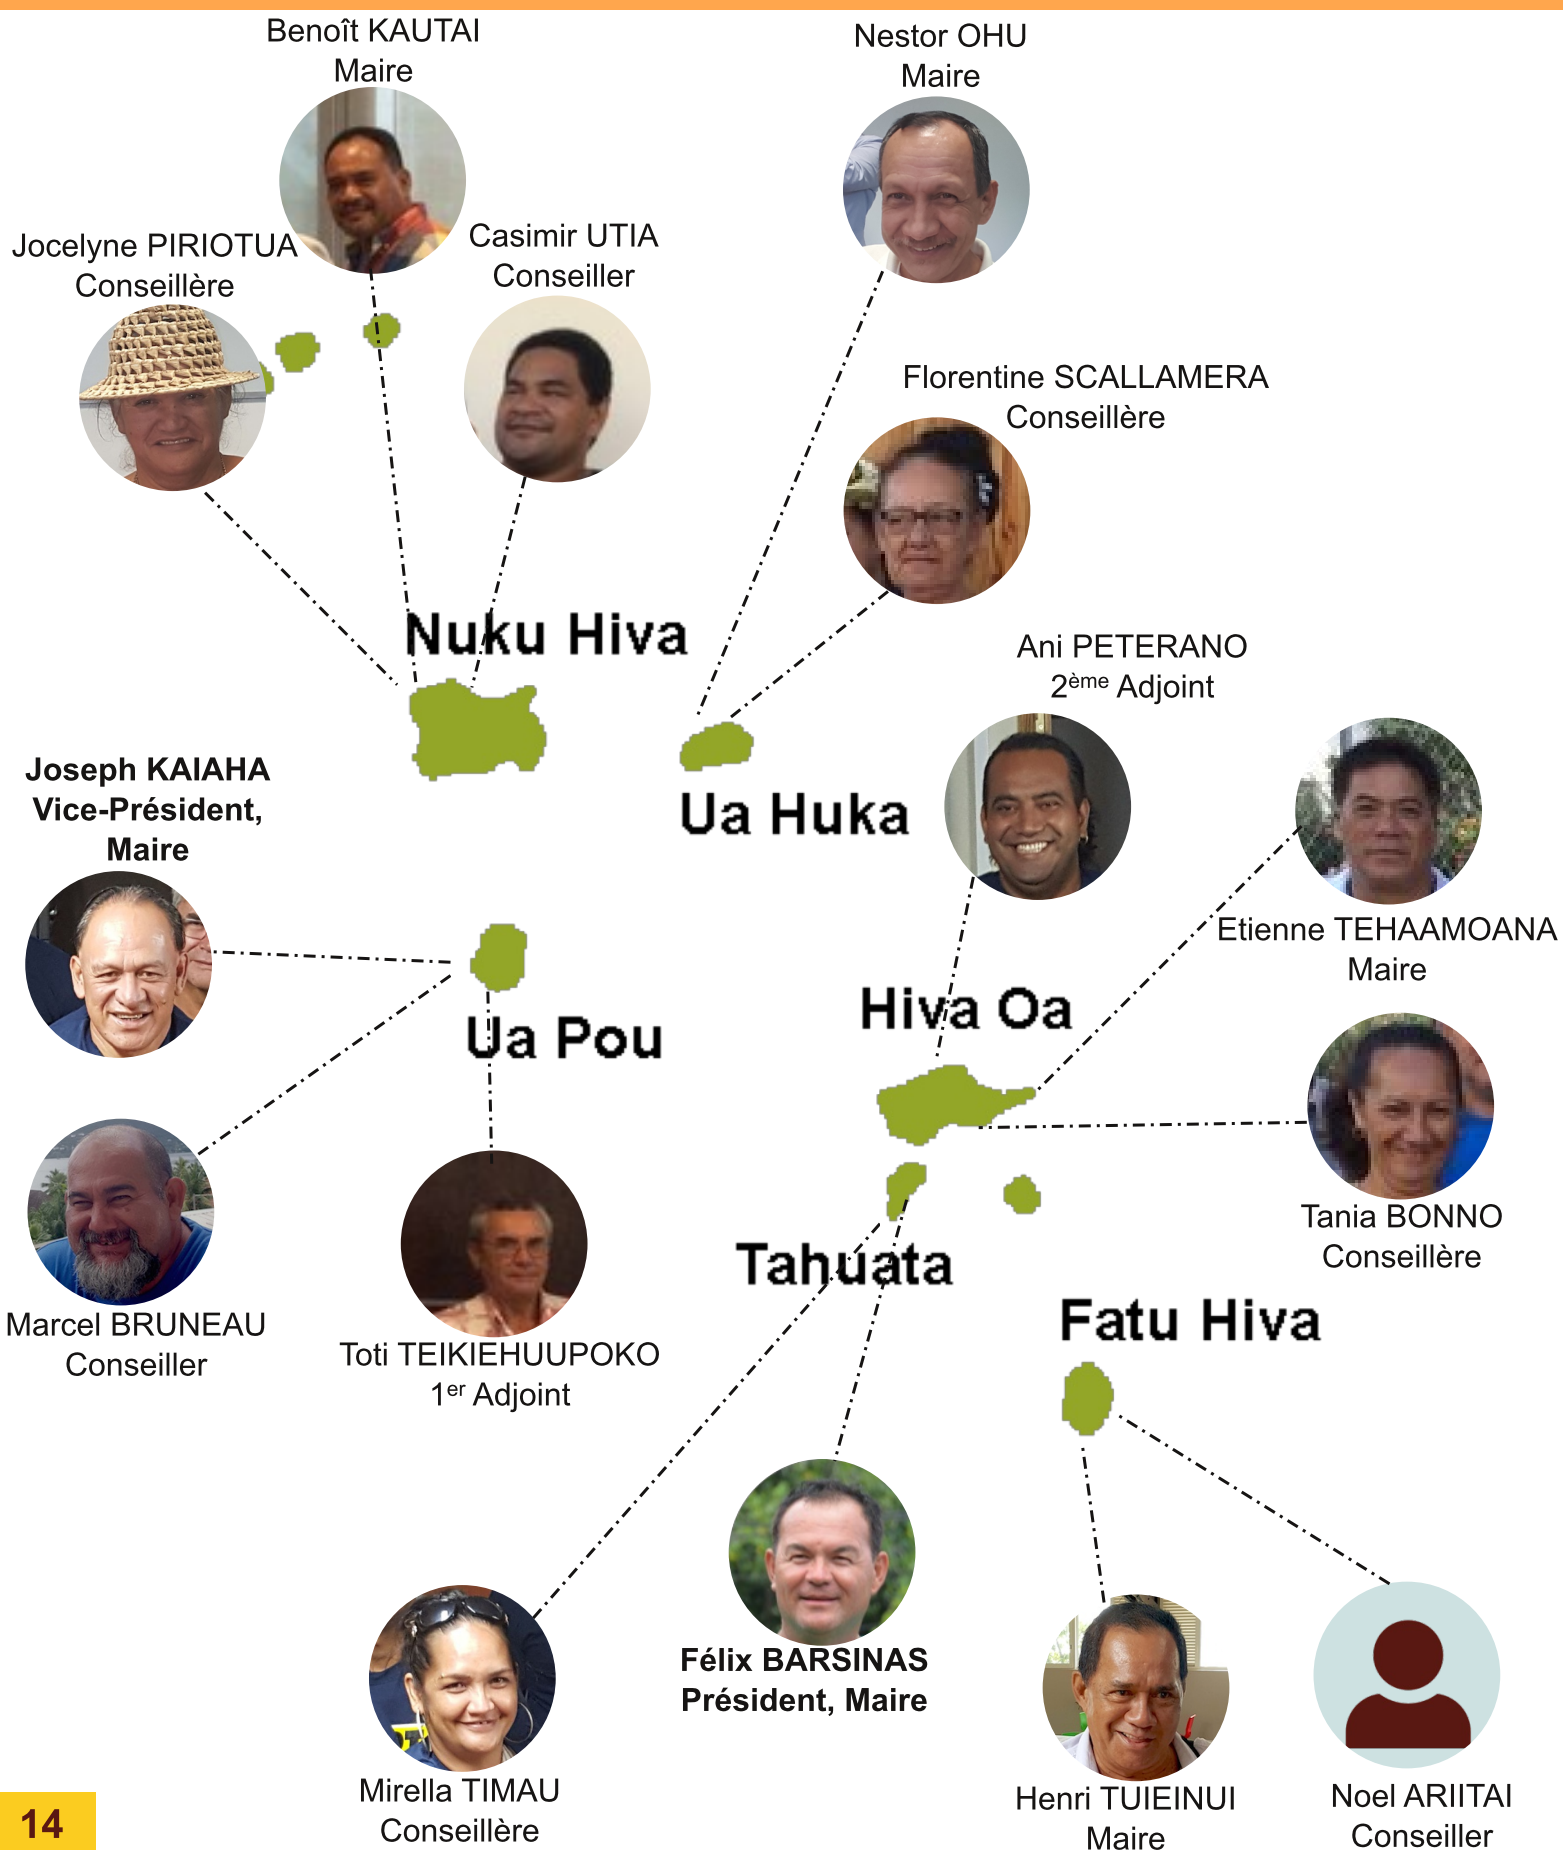 Benoît KAUTAI
Maire
Nestor OHU
Maire
Jocelyne PIRIOTUA
Conseillère
Casimir UTIA
Conseiller
Florentine SCALLAMERA
Conseillère
Nuku Hiva
Ani PETERANO
2ème Adjoint
Joseph KAIAHA
Vice-Président,
Maire
Ua Huka
Etienne TEHAAMOANA
Maire
Hiva Oa
Ua Pou
Tania BONNO
Conseillère
Tahuata
Marcel BRUNEAU
Conseiller
Toti TEIKIEHUUPOKO
1er Adjoint
Fatu Hiva
Félix BARSINAS
Président, Maire
Mirella TIMAU
Conseillère
Henri TUIEINUI
Maire
Noel ARIITAI
Conseiller
14